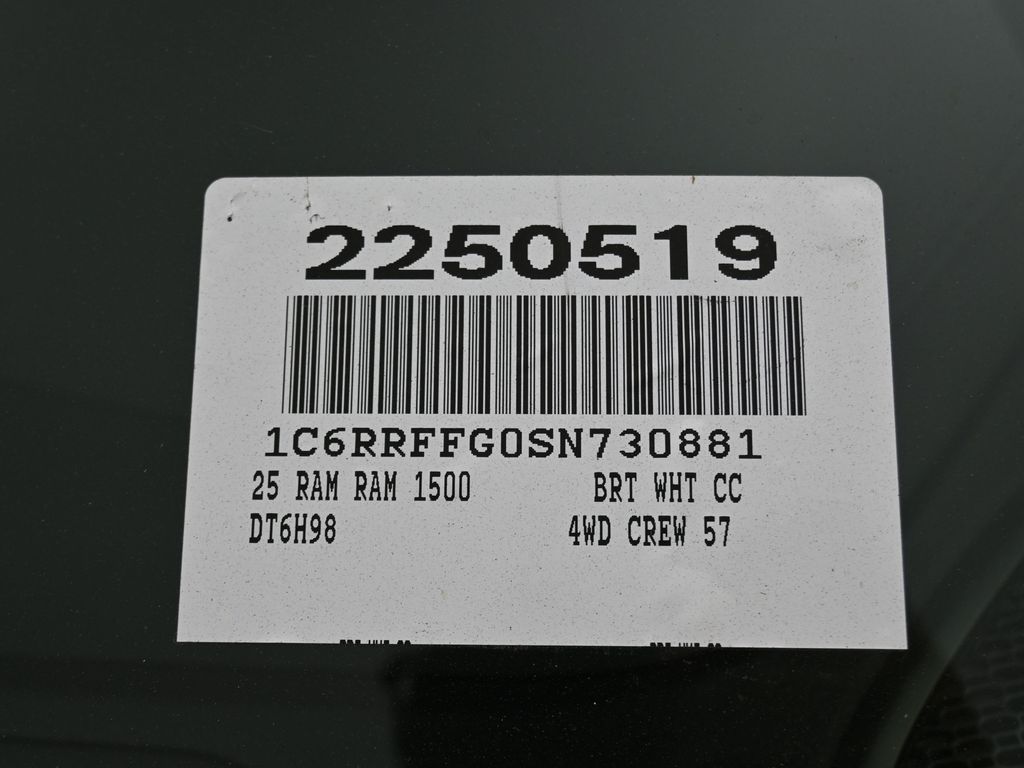 2250519
1C6RRFFG0SN730881
25 RAM RAM 1500 BRT WHT CC
DT6H98 4WD CREW 57